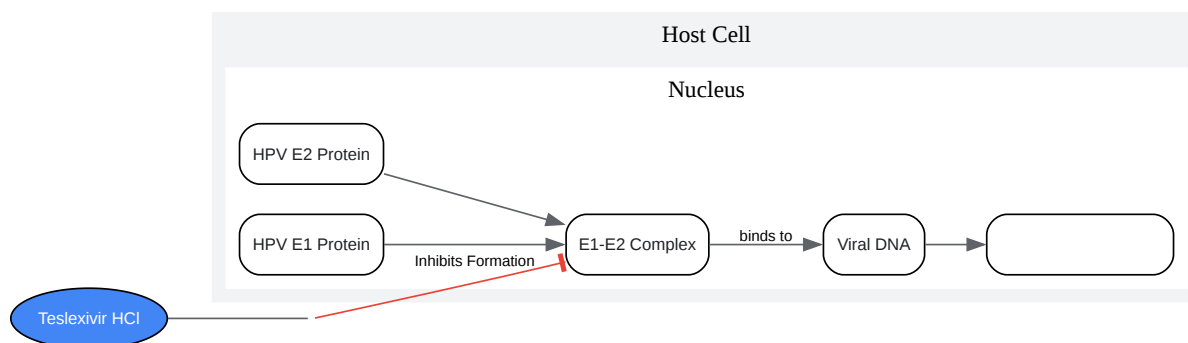 Host Cell
Nucleus
HPV E2 Protein
HPV E1 Protein
E1-E2 Complex
binds to
Viral DNA
Inhibits Formation
Teslexivir HCl